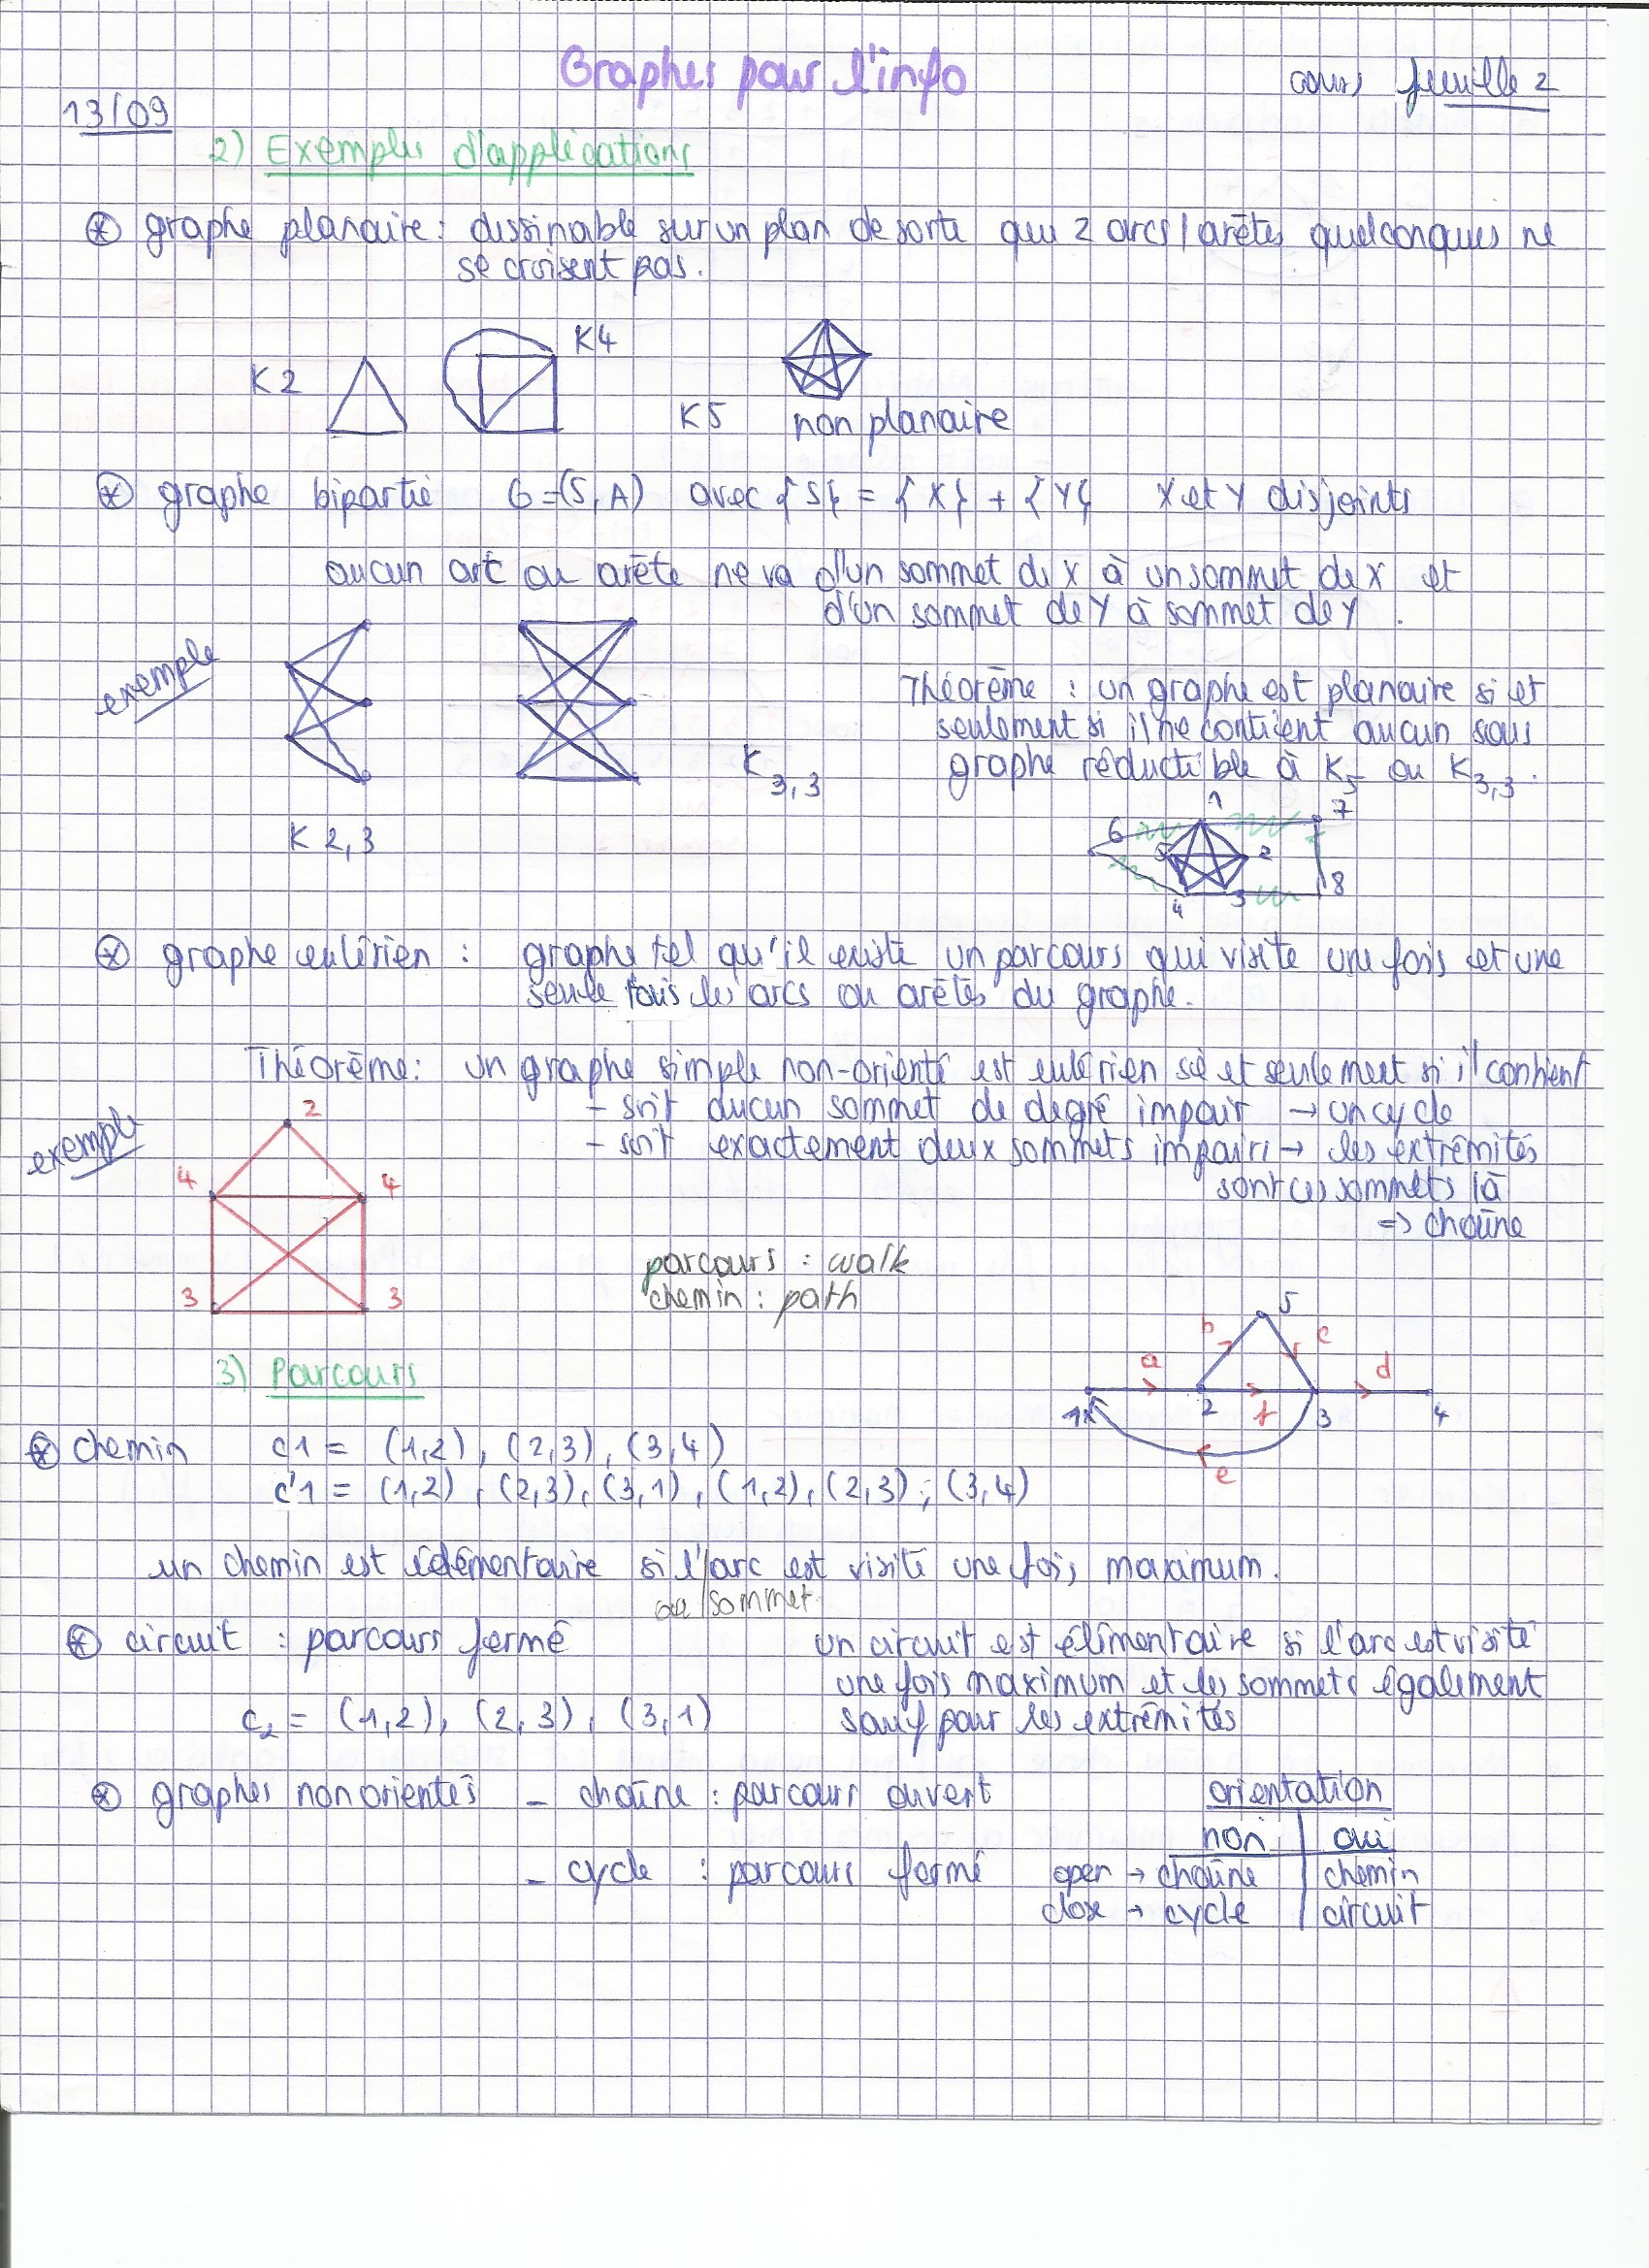 Graphes pour l'info
cours feuille 2
13/09
2) Exemples d'applications
⊛ graphe planaire : dessinable sur un plan de sorte que 2 arcs/arêtes quelconques ne
se croisent pas.
K2
K4
K5
non planaire
⊛ graphe bipartie G=(S,A) avec {S} = {X} + {Y} X et Y disjoints
aucun arc ou arête ne va d'un sommet de X à un sommet de X et
d'un sommet de Y à sommet de Y.
exemple
K 2,3
K 3,3
Théorème : un graphe est planaire si et
seulement si il ne contient aucun sous
graphe réductible à K5 ou K3,3.
1
7
6
5
2
8
3
4
⊛ graphe eulérien : graphe tel qu'il existe un parcours qui visite une fois et une
seule fois les arcs ou arêtes du graphe.
Théorème : un graphe simple non-orienté est eulérien si et seulement si il contient
- soit aucun sommet de degré impair → un cycle
- soit exactement deux sommets impairs → les extrêmités
sont ces sommets là
=> chaîne
exemple
2
4
4
3
3
parcours : walk
chemin : path
5
b
c
a
d
1
2
f
3
4
e
3) Parcours
⊛ chemin c1 = (1,2), (2,3), (3,4)
c'1 = (1,2), (2,3), (3,1), (1,2), (2,3), (3,4)
un chemin est élémentaire si l'arc est visité une fois maximum.
ou sommet
⊛ circuit : parcours fermé
c2 = (1,2), (2,3), (3,1)
un circuit est élémentaire si l'arc est visité
une fois maximum et les sommets également
sauf pour les extrêmités
⊛ graphes non orientés - chaîne : parcours ouvert
- cycle : parcours fermé
orientation
non oui
open → chaîne chemin
close → cycle circuit